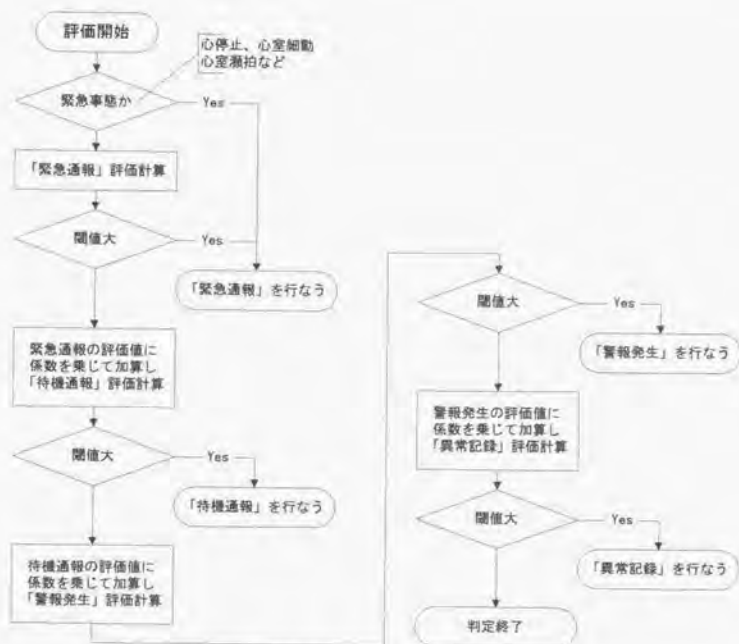 評価開始
心停止、心室細動
心室瀕拍など
緊急事態か
Yes
「緊急通報」評価計算
閾値大
Yes
「緊急通報」を行なう
緊急通報の評価値に
係数を乗じて加算し
「待機通報」評価計算
閾値大
Yes
「待機通報」を行なう
待機通報の評価値に
係数を乗じて加算し
「警報発生」評価計算
閾値大
Yes
「警報発生」を行なう
警報発生の評価値に
係数を乗じて加算し
「異常記録」評価計算
閾値大
Yes
「異常記録」を行なう
判定終了